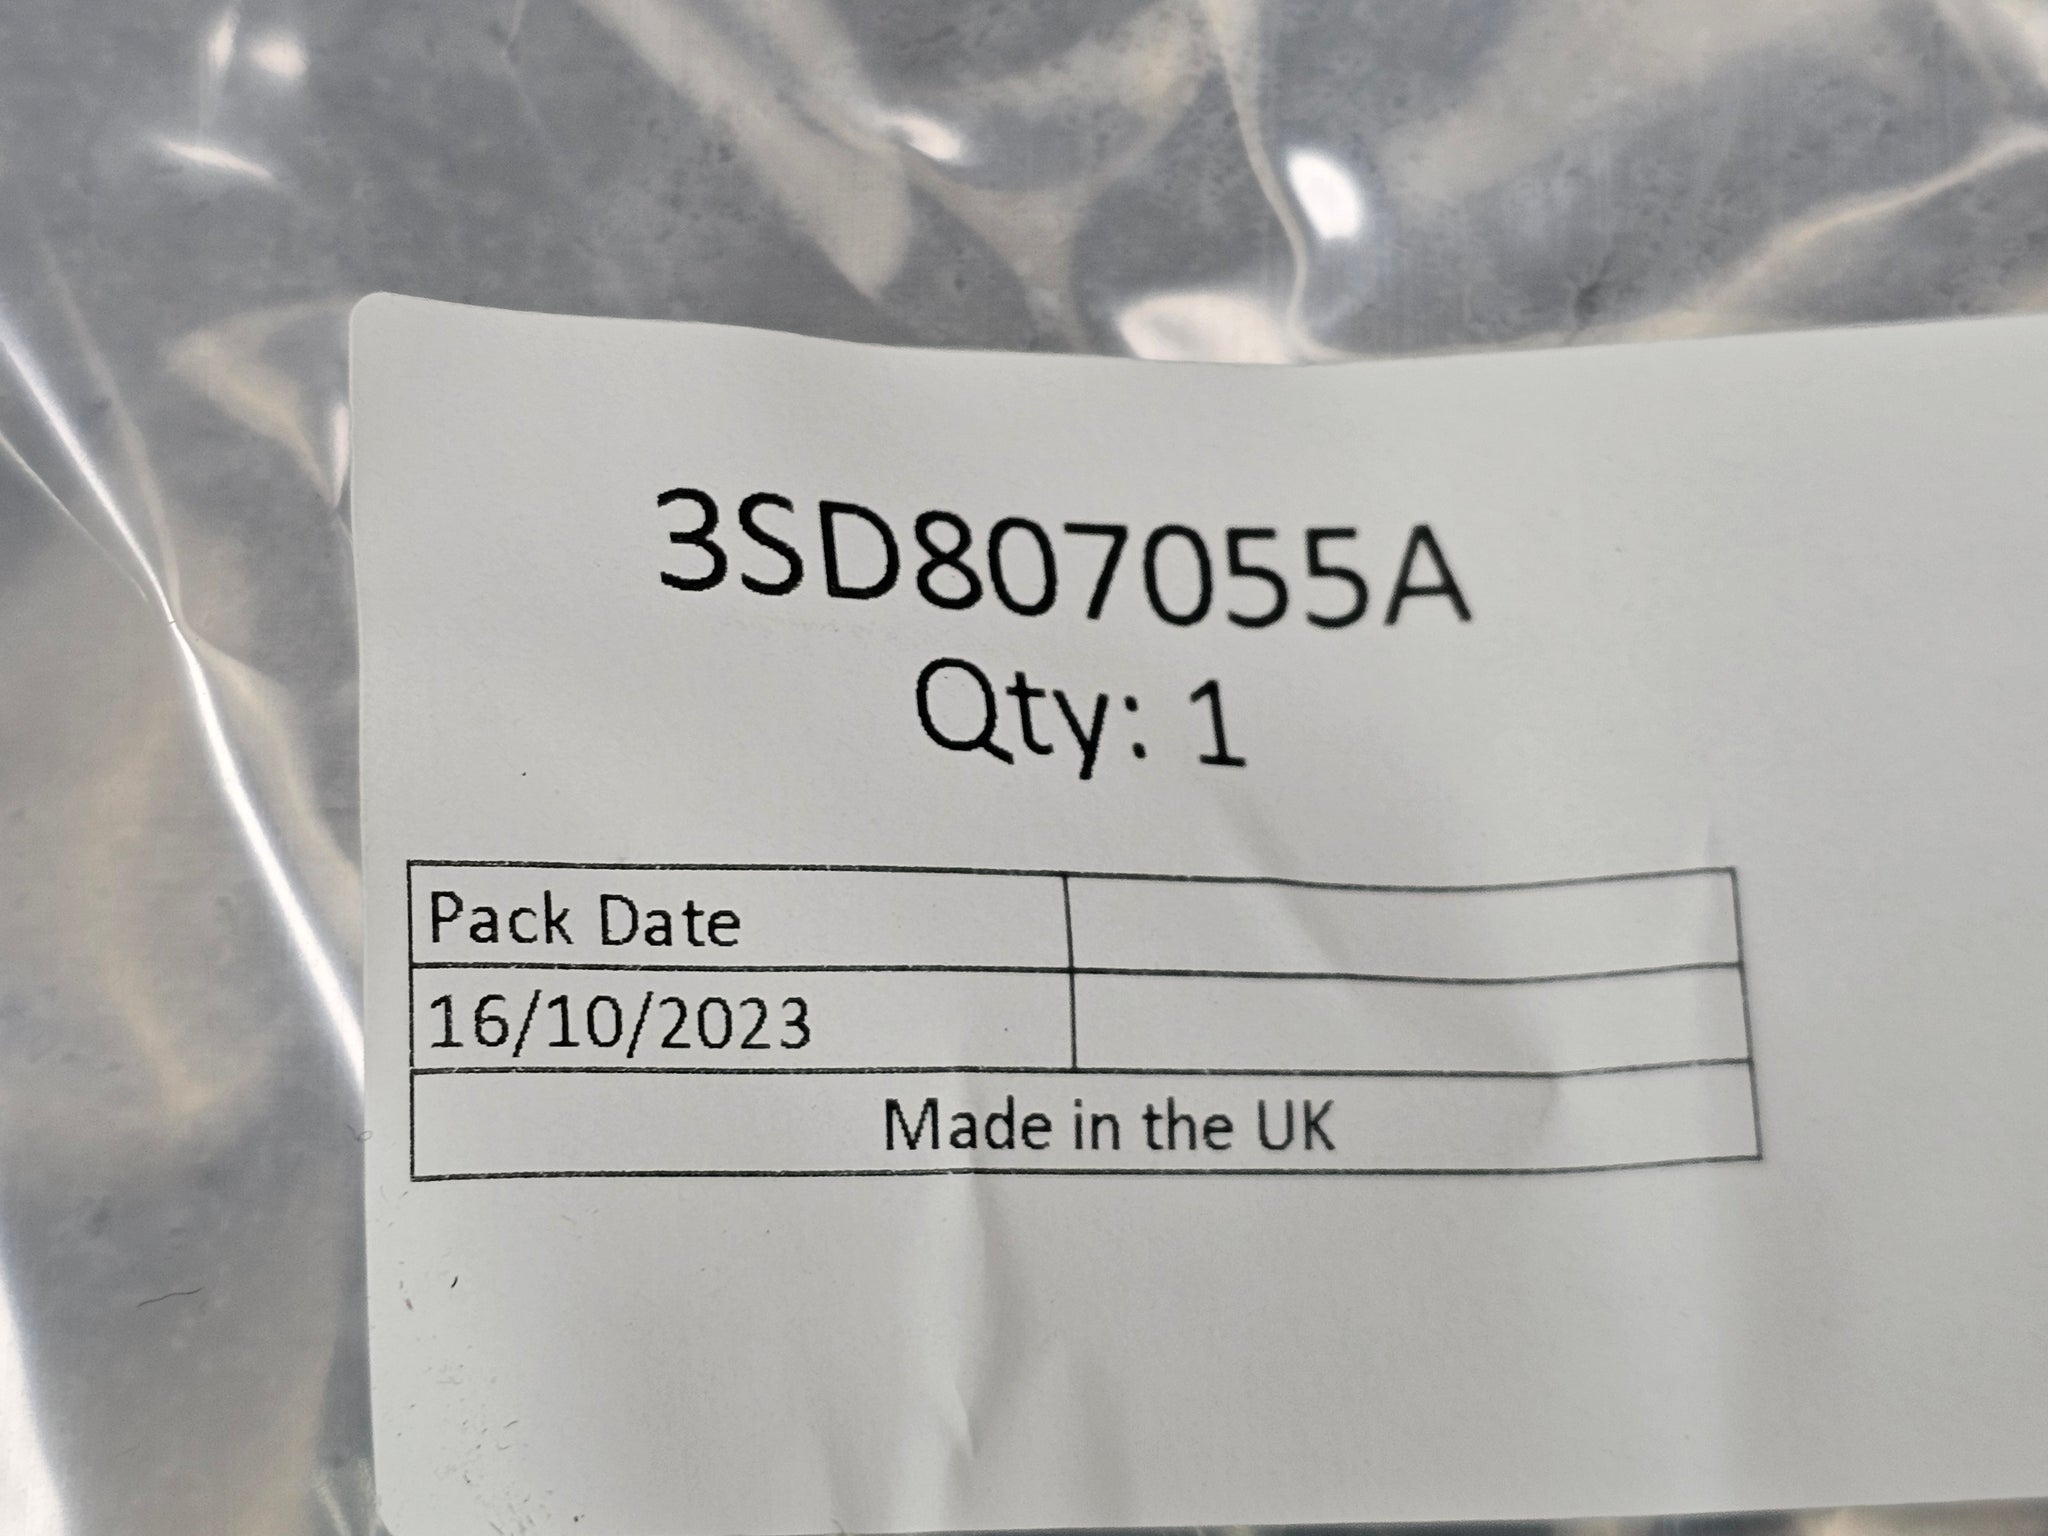 3SD807055A
Qty: 1
Pack Date
16/10/2023
Made in the UK